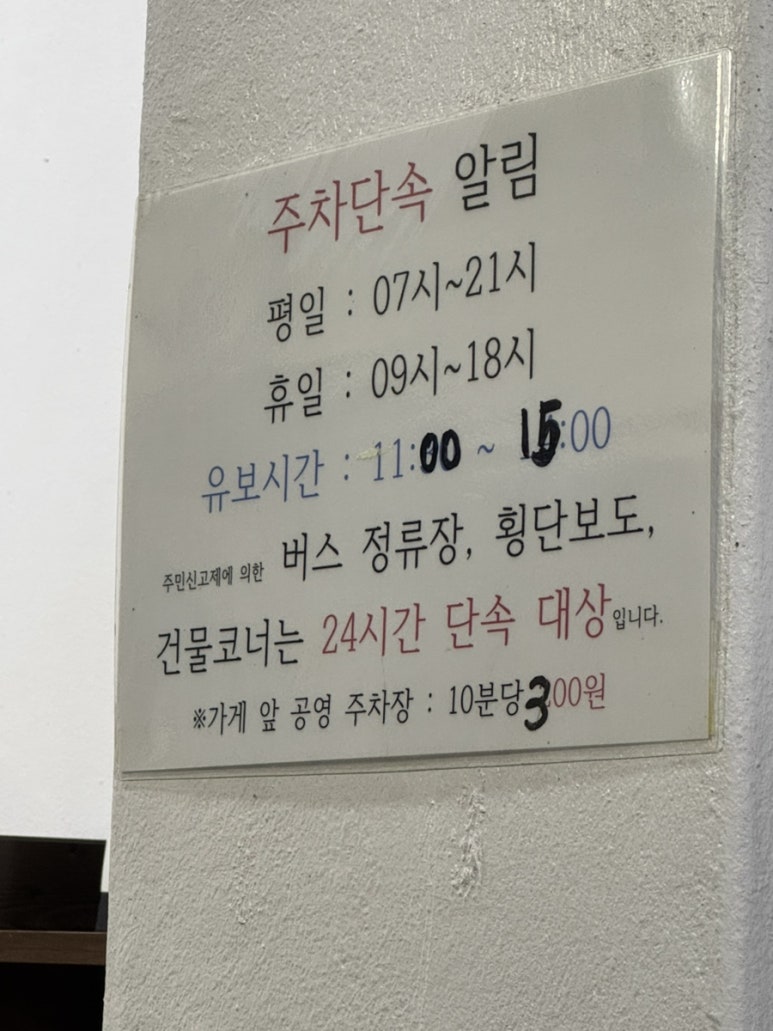 주차단속 알림
평일 : 07시~21시
휴일 : 09시~18시
유보시간 : 11:00 ~ 15:00
주민신고제에 의한 버스 정류장, 횡단보도,
건물코너는 24시간 단속 대상입니다.
※가게 앞 공영 주차장 : 10분당 300원